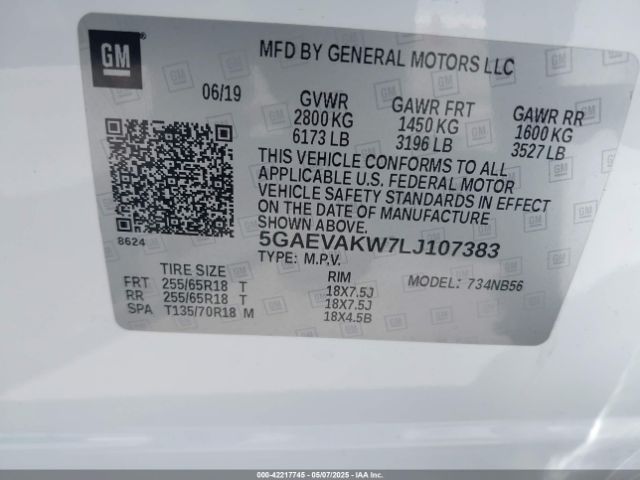 GM
MFD BY GENERAL MOTORS LLC
06/19
GVWR
2800 KG
6173 LB
GAWR FRT
1450 KG
3196 LB
GAWR RR
1600 KG
3527 LB
THIS VEHICLE CONFORMS TO ALL
APPLICABLE U.S. FEDERAL MOTOR
VEHICLE SAFETY STANDARDS IN EFFECT
ON THE DATE OF MANUFACTURE SHOWN ABOVE.
8624
5GAEVAKW7LJ107383
TYPE: M.P.V.
MODEL: 734NB56
TIRE SIZE RIM
FRT 255/65R18 T 18X7.5J
RR 255/65R18 T 18X7.5J
SPA T135/70R18 M 18X4.5B
000-42217745 - 05/07/2025 - IAAI.COM